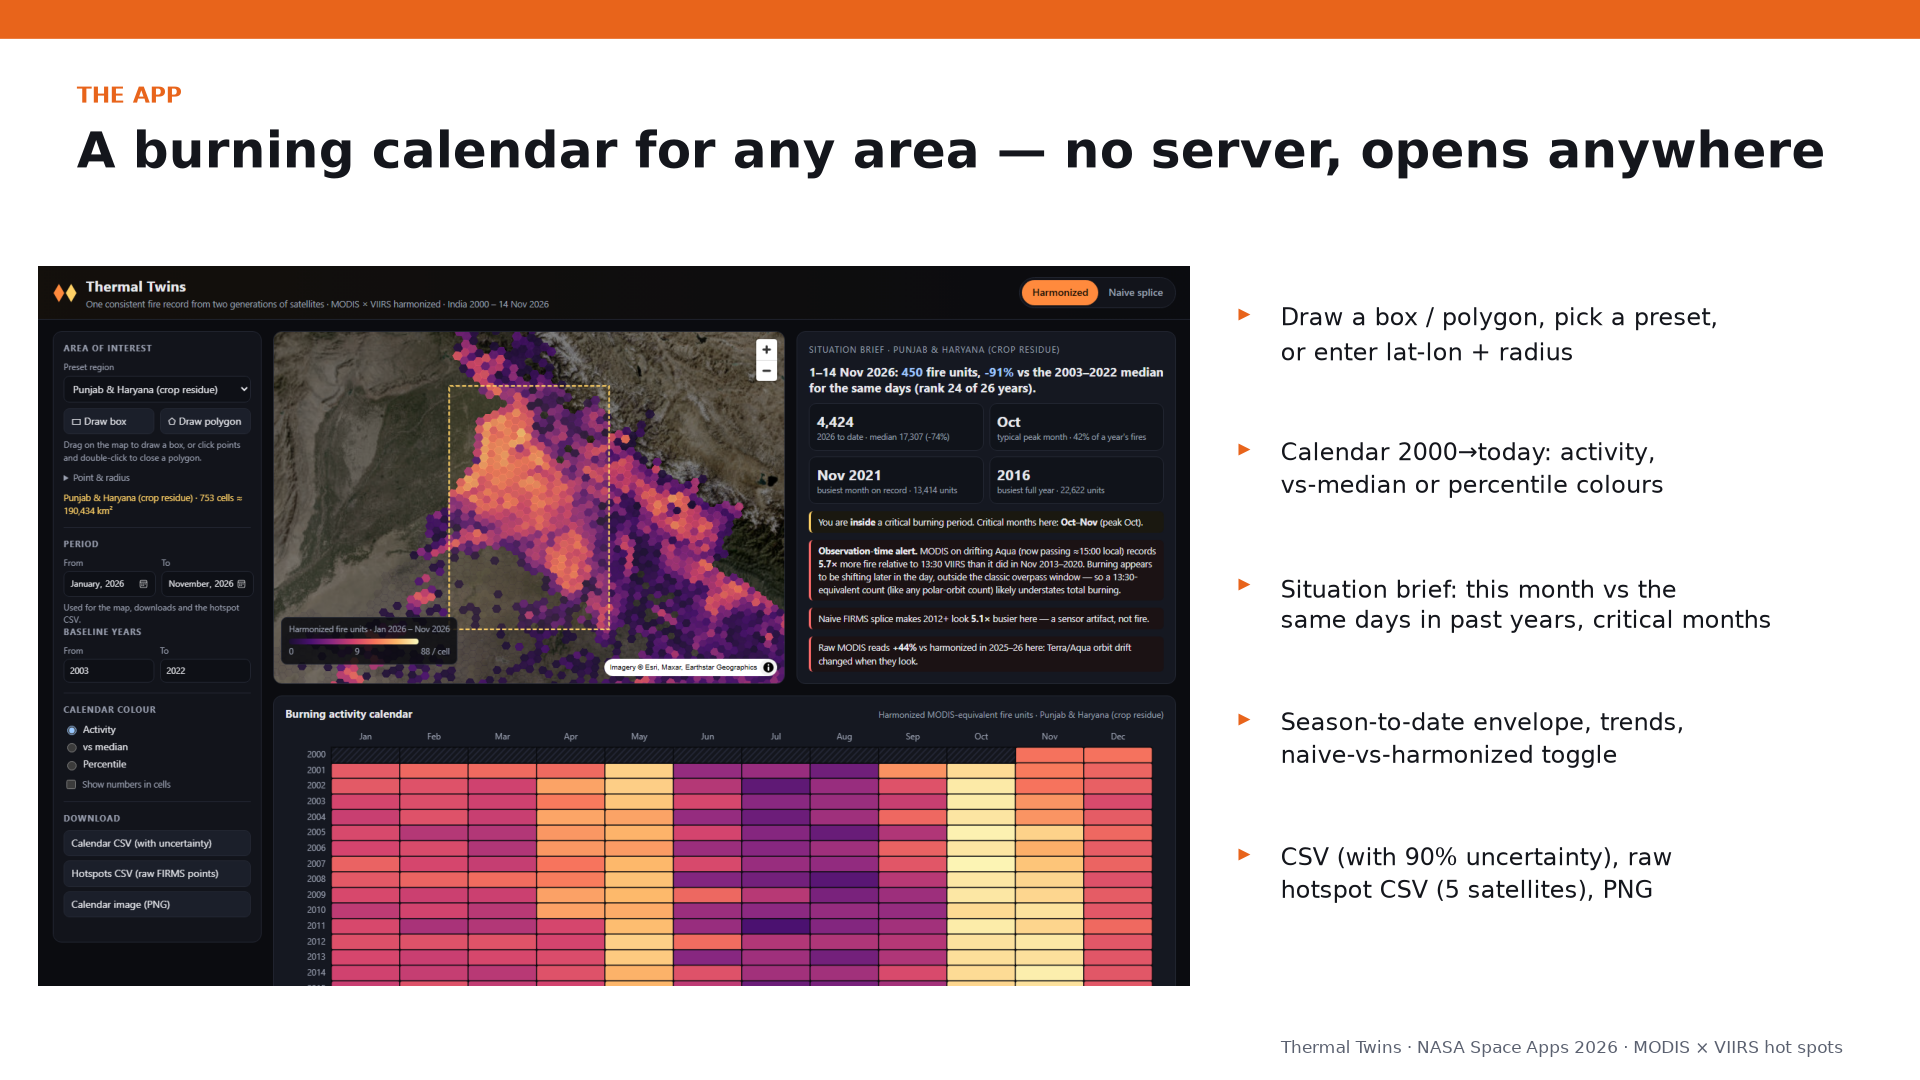 THE APP
A burning calendar for any area — no server, opens anywhere
Thermal Twins
One consistent fire record from two generations of satellites · MODIS × VIIRS harmonized · India 2000 – 14 Nov 2026
Harmonized
Naive splice
AREA OF INTEREST
Preset region
Punjab & Haryana (crop residue)
Draw box
Draw polygon
Drag on the map to draw a box, or click points
and double-click to close a polygon.
Point & radius
Punjab & Haryana (crop residue) · 753 cells ≈
190,434 km²
PERIOD
From
To
January, 2026
November, 2026
Used for the map, downloads and the hotspot
CSV.
BASELINE YEARS
From
To
2003
2022
CALENDAR COLOUR
Activity
vs median
Percentile
Show numbers in cells
DOWNLOAD
Calendar CSV (with uncertainty)
Hotspots CSV (raw FIRMS points)
Calendar image (PNG)
+
−
Harmonized fire units · Jan 2026 – Nov 2026
0 9 88 / cell
Imagery © Esri, Maxar, Earthstar Geographics
SITUATION BRIEF · PUNJAB & HARYANA (CROP RESIDUE)
1–14 Nov 2026: 450 fire units, -91% vs the 2003–2022 median
for the same days (rank 24 of 26 years).
4,424
2026 to date · median 17,307 (-74%)
Oct
typical peak month · 42% of a year's fires
Nov 2021
busiest month on record · 13,414 units
2016
busiest full year · 22,622 units
You are inside a critical burning period. Critical months here: Oct–Nov (peak Oct).
Observation-time alert. MODIS on drifting Aqua (now passing ≈15:00 local) records
5.7× more fire relative to 13:30 VIIRS than it did in Nov 2013–2020. Burning appears
to be shifting later in the day, outside the classic overpass window — so a 13:30-
equivalent count (like any polar-orbit count) likely understates total burning.
Naive FIRMS splice makes 2012+ look 5.1× busier here — a sensor artifact, not fire.
Raw MODIS reads +44% vs harmonized in 2025–26 here: Terra/Aqua orbit drift
changed when they look.
Burning activity calendar
Harmonized MODIS-equivalent fire units · Punjab & Haryana (crop residue)
Jan Feb Mar Apr May Jun Jul Aug Sep Oct Nov Dec
2000
2001
2002
2003
2004
2005
2006
2007
2008
2009
2010
2011
2012
2013
2014
Draw a box / polygon, pick a preset,
or enter lat-lon + radius
Calendar 2000→today: activity,
vs-median or percentile colours
Situation brief: this month vs the
same days in past years, critical months
Season-to-date envelope, trends,
naive-vs-harmonized toggle
CSV (with 90% uncertainty), raw
hotspot CSV (5 satellites), PNG
Thermal Twins · NASA Space Apps 2026 · MODIS × VIIRS hot spots